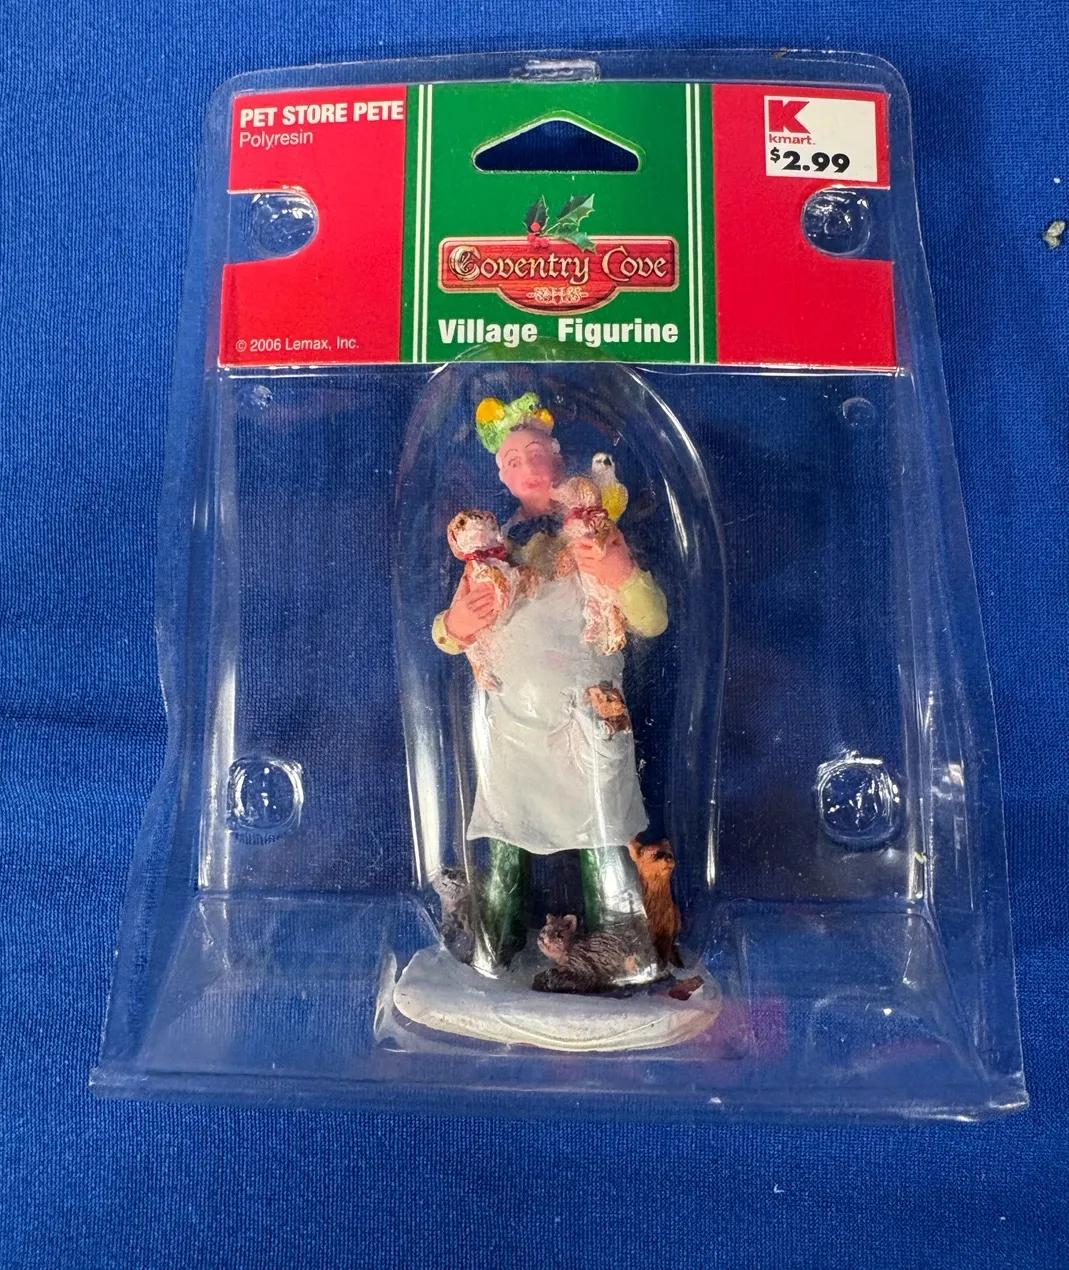 PET STORE PETE
Polyresin
K
kmart.
$2.99
Coventry Cove
Village Figurine
© 2006 Lemax, Inc.